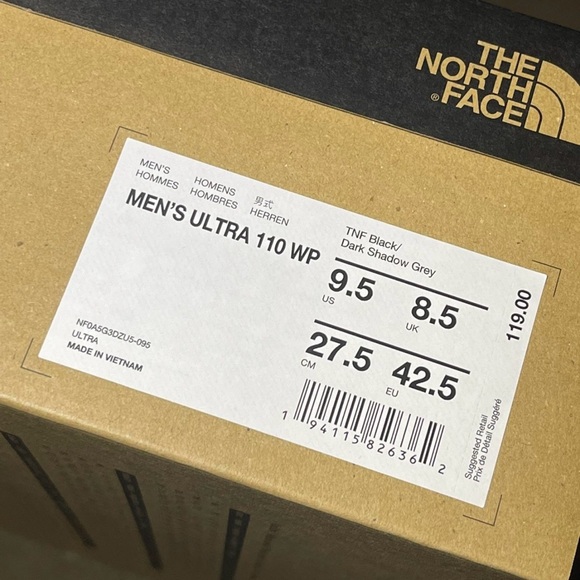 THE
NORTH
FACE®
MEN'S HOMENS 男式
HOMMES HOMBRES HERREN
MEN'S ULTRA 110 WP
TNF Black/
Dark Shadow Grey
9.5 8.5
US UK
27.5 42.5
CM EU
119.00
NF0A5G3DZU5-095
ULTRA
MADE IN VIETNAM
1 94115 82636 2
Suggested Retail
Prix de Détail Suggéré